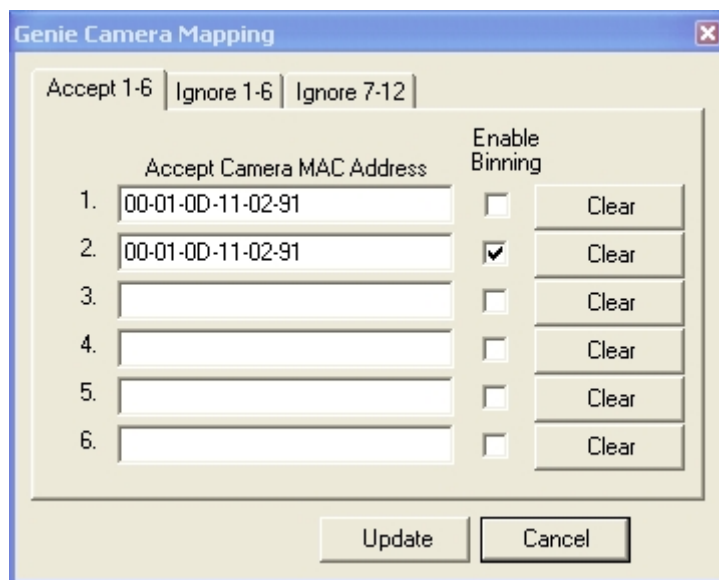 Genie Camera Mapping
Accept 1-6 Ignore 1-6 Ignore 7-12
Accept Camera MAC Address Enable Binning
1. 00-01-0D-11-02-91 Clear
2. 00-01-0D-11-02-91 Clear
3. Clear
4. Clear
5. Clear
6. Clear
Update Cancel